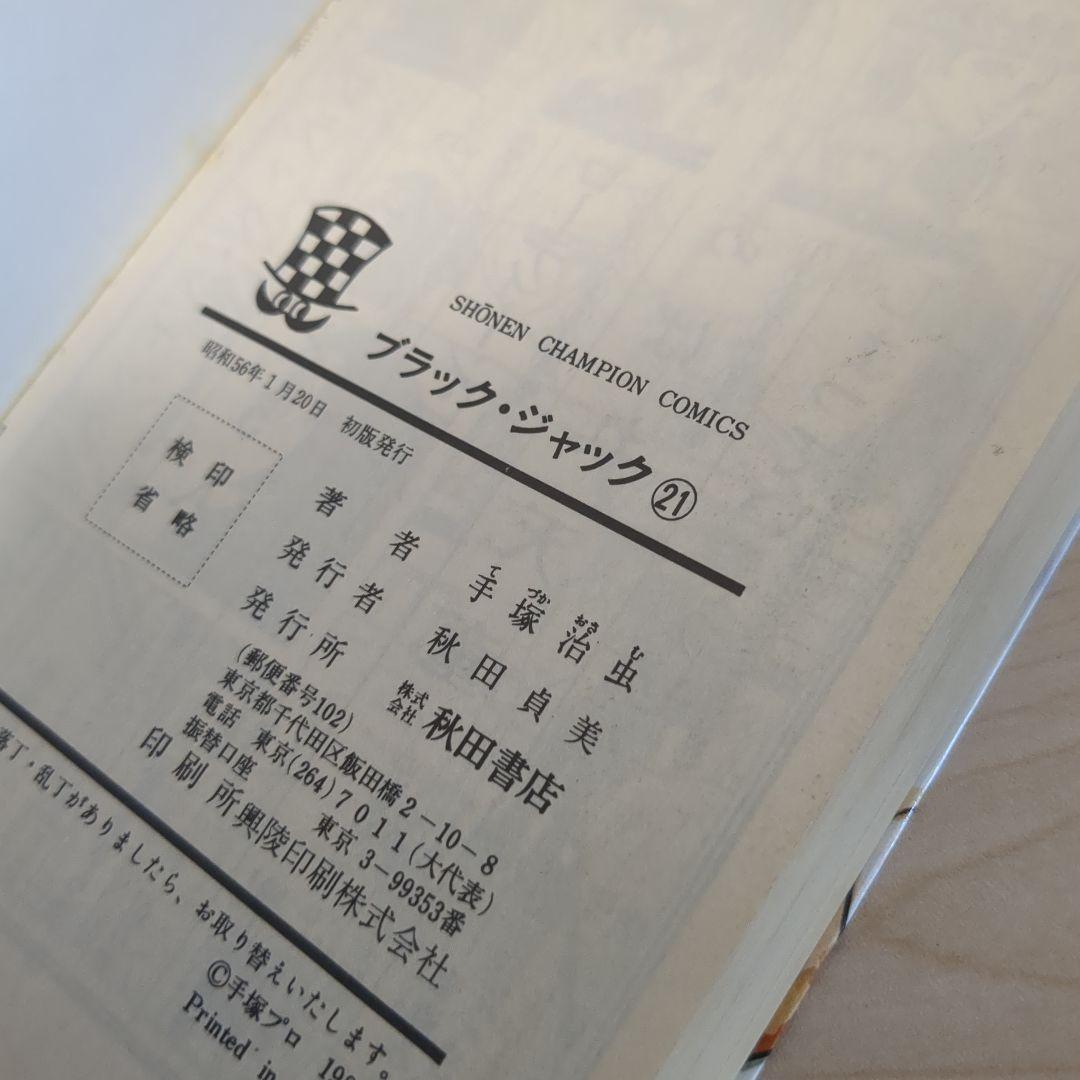 SHŌNEN CHAMPION COMICS
ブラック・ジャック㉑
昭和56年1月20日 初版発行
検印
省略
著者 手塚治虫
てづかおさむ
発行者 秋田貞美
発行所 株式会社 秋田書店
(郵便番号102)
東京都千代田区飯田橋2-10-8
電話 東京(264)7011(大代表)
振替口座 東京 3-99353番
印刷所 興陵印刷株式会社
丁・乱丁がありましたら、お取り替えいたします。
©手塚プロ
Printed in